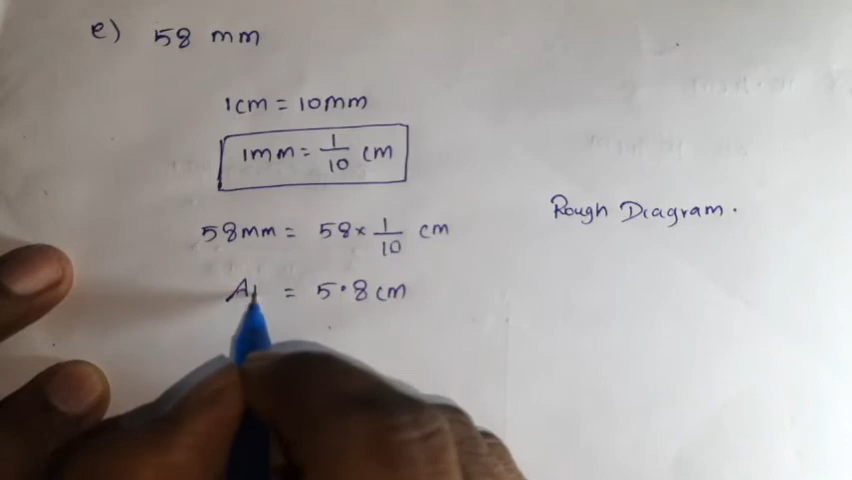 e) 58 mm
1cm = 10mm
1mm = 1/10 cm
58mm = 58 × 1/10 cm
Rough Diagram.
= 5.8 cm